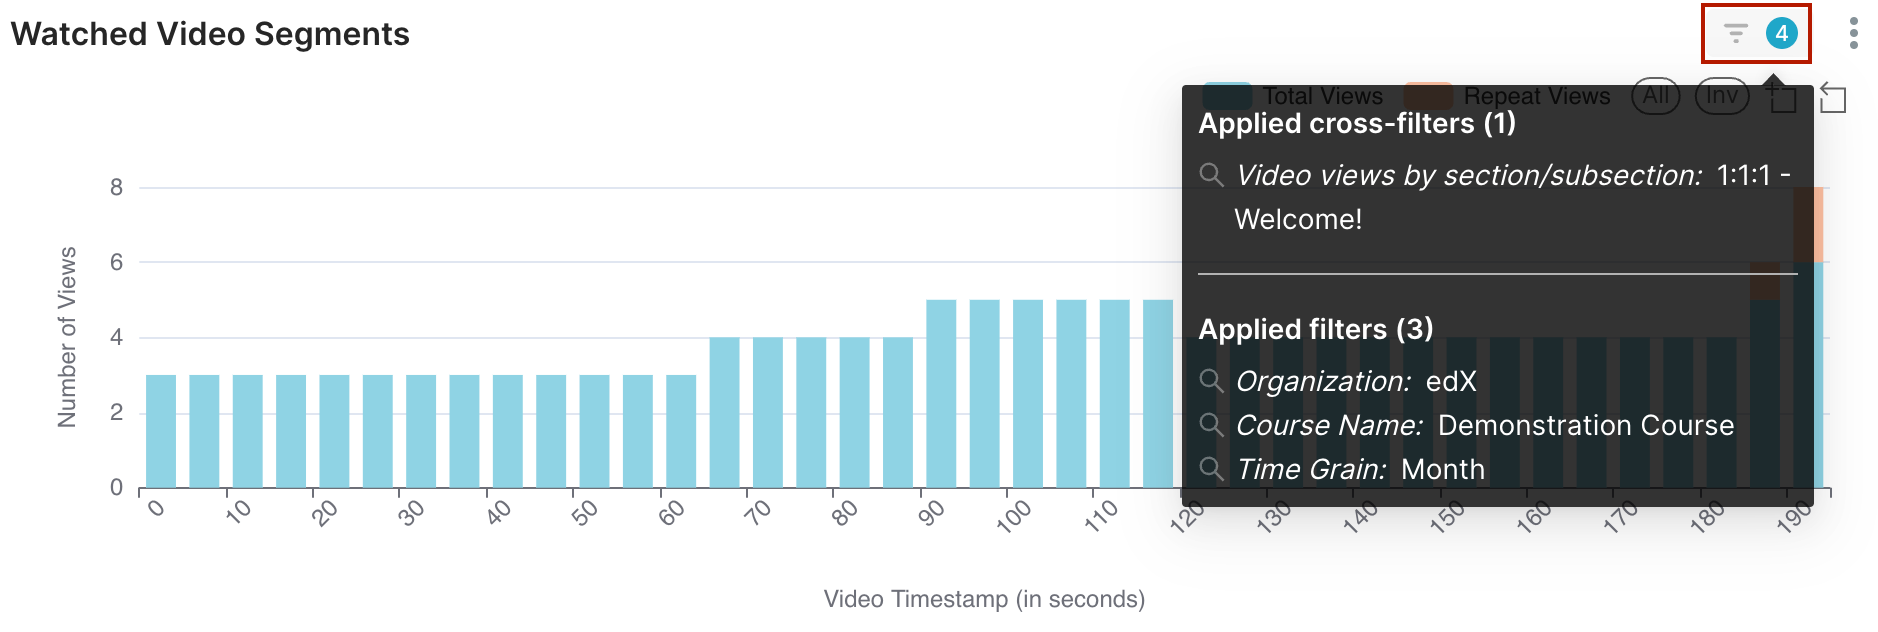 Watched Video Segments
4
Total Views Repeat Views All Inv
Applied cross-filters (1)
Video views by section/subsection: 1:1:1 -
Welcome!
Applied filters (3)
Organization: edX
Course Name: Demonstration Course
Time Grain: Month
Number of Views
8
6
4
2
0
0 10 20 30 40 50 60 70 80 90 100 110 120 130 140 150 160 170 180 190
Video Timestamp (in seconds)